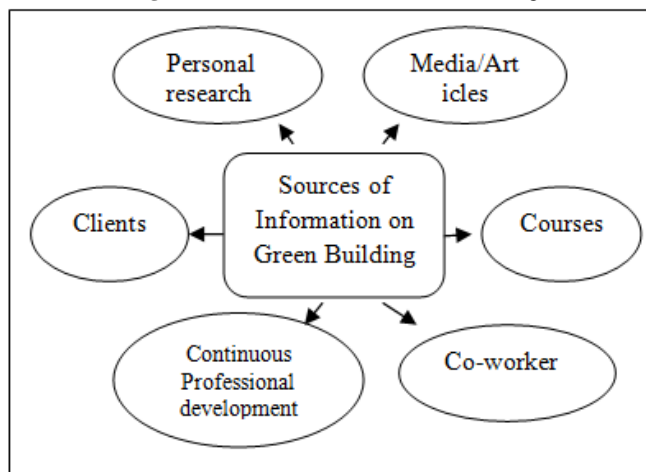 Personal
research
Media/Art
icles
Sources of
Information on
Green Building
Clients
Courses
Continuous
Professional
development
Co-worker